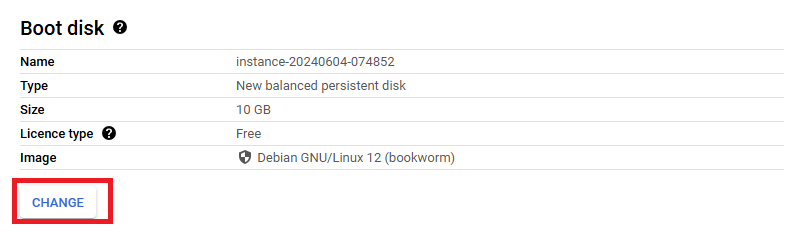 Boot disk ?
Name instance-20240604-074852
Type New balanced persistent disk
Size 10 GB
Licence type ? Free
Image Debian GNU/Linux 12 (bookworm)
CHANGE